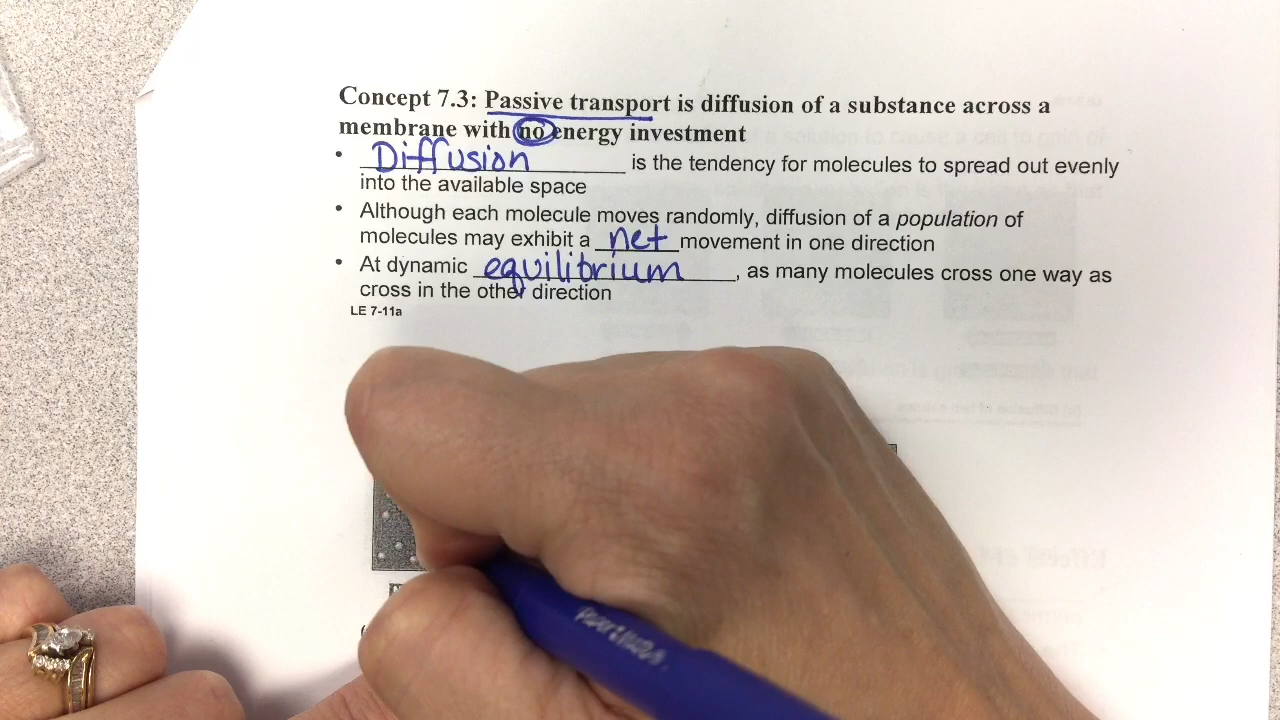 Concept 7.3: Passive transport is diffusion of a substance across a
membrane with no energy investment
• Diffusion is the tendency for molecules to spread out evenly
into the available space
• Although each molecule moves randomly, diffusion of a population of
molecules may exhibit a net movement in one direction
• At dynamic equilibrium, as many molecules cross one way as
cross in the other direction
LE 7-11a